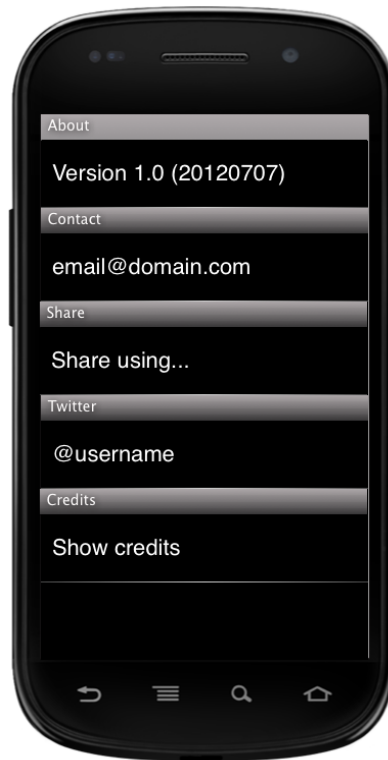 About
Version 1.0 (20120707)
Contact
email@domain.com
Share
Share using...
Twitter
@username
Credits
Show credits